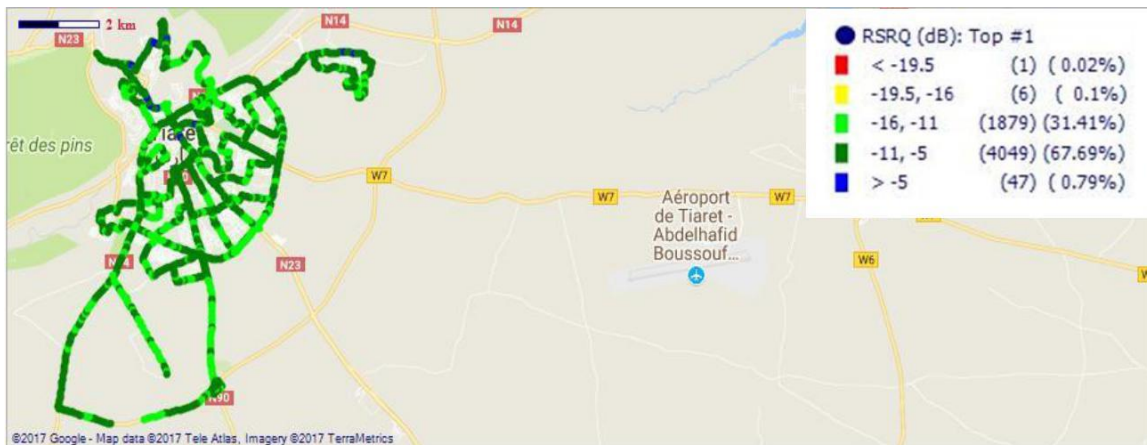 2 km
N23
N14
N14
RSRQ (dB): Top #1
< -19.5 (1) ( 0.02%)
-19.5, -16 (6) ( 0.1%)
-16, -11 (1879) (31.41%)
-11, -5 (4049) (67.69%)
> -5 (47) ( 0.79%)
Tiaret
rêt des pins
W7
W7
W7
Aéroport
de Tiaret -
Abdelhafid
Boussouf...
N23
W6
N90
©2017 Google - Map data ©2017 Tele Atlas, Imagery ©2017 TerraMetrics